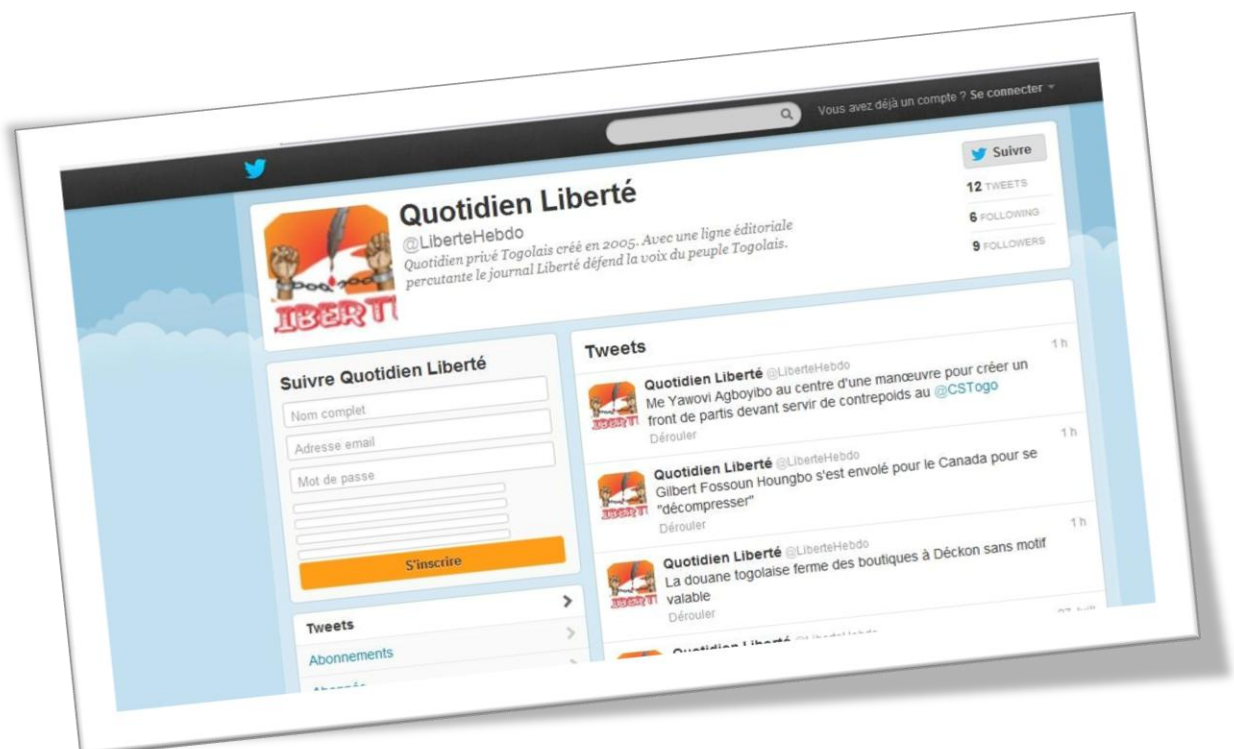 Vous avez déjà un compte ? Se connecter
Quotidien Liberté
@LiberteHebdo
Quotidien privé Togolais créé en 2005. Avec une ligne éditoriale
percutante le journal Liberté défend la voix du peuple Togolais.
IBERT
Suivre
12 TWEETS
6 FOLLOWING
9 FOLLOWERS
Suivre Quotidien Liberté
Nom complet
Adresse email
Mot de passe
S'inscrire
Tweets
Abonnements
Tweets
Quotidien Liberté @LiberteHebdo
1 h
Me Yawovi Agboyibo au centre d'une manœuvre pour créer un
front de partis devant servir de contrepoids au @CSTogo
Dérouler
Quotidien Liberté @LiberteHebdo
1 h
Gilbert Fossoun Houngbo s'est envolé pour le Canada pour se
"décompresser"
Dérouler
Quotidien Liberté @LiberteHebdo
1 h
La douane togolaise ferme des boutiques à Déckon sans motif
valable
Dérouler
Quotidien Liberté @LiberteHebdo